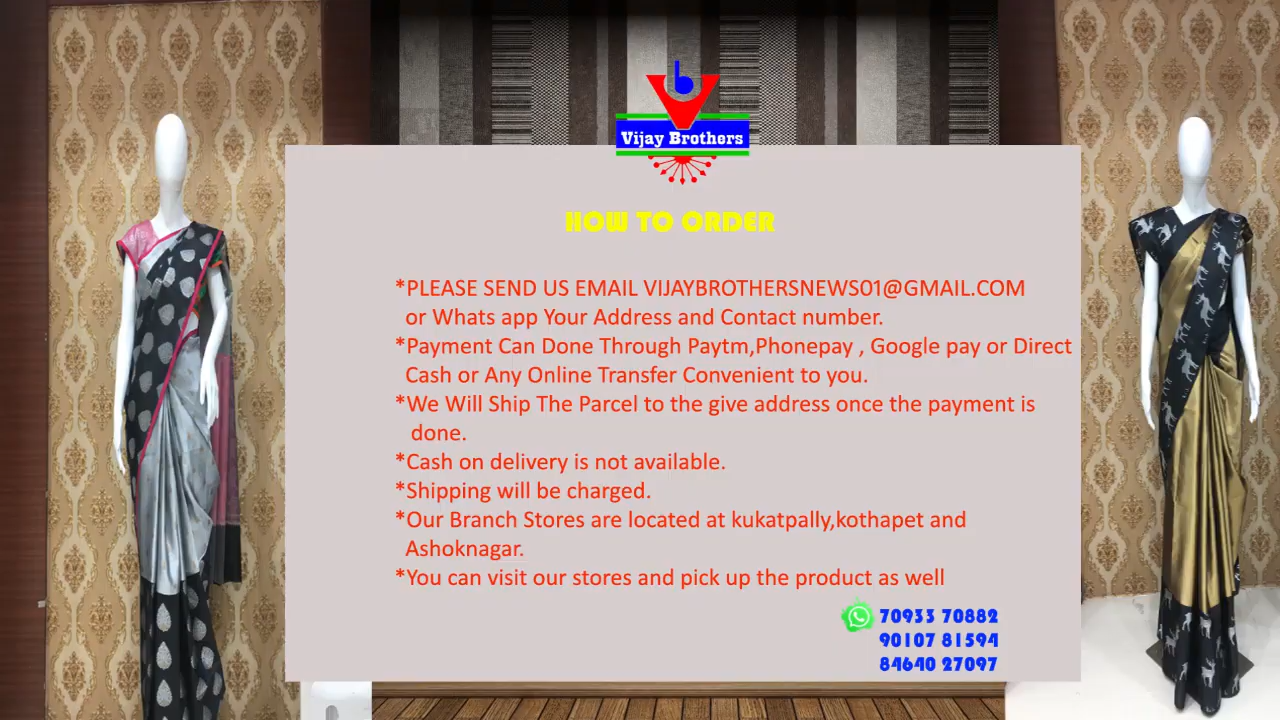 b
Vijay Brothers
HOW TO ORDER
*PLEASE SEND US EMAIL VIJAYBROTHERSNEWS01@GMAIL.COM
or Whats app Your Address and Contact number.
*Payment Can Done Through Paytm,Phonepay , Google pay or Direct
Cash or Any Online Transfer Convenient to you.
*We Will Ship The Parcel to the give address once the payment is
done.
*Cash on delivery is not available.
*Shipping will be charged.
*Our Branch Stores are located at kukatpally,kothapet and
Ashoknagar.
*You can visit our stores and pick up the product as well
70933 70882
90107 81594
84640 27097